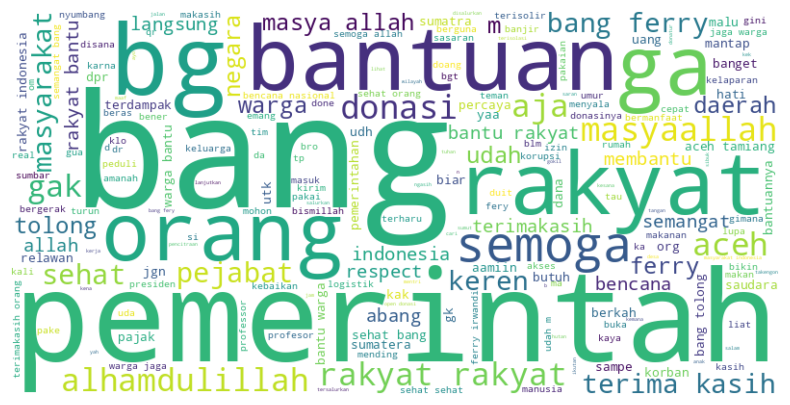 nyumbang
makasih
terisolir
gini
langsung
masya allah
sumatra
berguna
bang ferry
malu
jaga warga
disana
qr
semoga allah
banjir
bg
bantuan
ga
karna
semangat bang
negara
m
sasaran
uang
mantap
rakyat indonesia
om
dpr
bencana nasional
doang
banget
masyarakat
rakyat bantu
terdampak
done
bgt
pakaian
kelaparan
beras
warga
sehat orang
teman
umur
daerah
bang
donasi
percaya
menyala
cepat
hati
klo
bener
emang
aja
yaa
donasinya
bermanfaat
real
gua
dr
tim
udh
bantu rakyat
izin
masyaallah
peduli
warga bantu
keluarga
da
bro
blm
korupsi
rumah
aceh tamiang
sumbar
amanah
tp
udah
membantu
gak
masuk
pemerintahan
biar
rakyat
bergerak
turun
utk
kirim
pakai
duit
dana
tau
bantuannya
tolong
orang
mohon
bismillah
fery
terimakasih
semangat
gimana
bang fery
si
terharu
lupa
allah
indonesia
semoga
aceh
relawan
aamiin
ka
org
makanan
kali
sehat
pejabat
respect
keren
ferry
bikin
presiden
kebaikan
logistik
akses
butuh
bencana
makan
saudara
terimakasih orang
uda
kak
pemerintah
abang
berkah
bang tolong
pake
professor
bantu warga
gk
ferry irwandi
udah m
buka
liat
pajak
profesor
sehat bang
kaya
warga jaga
sumatera
mending
sampe
korban
kasih
alhamdulillah
rakyat rakyat
terima kasih
sehat sehat
manusia